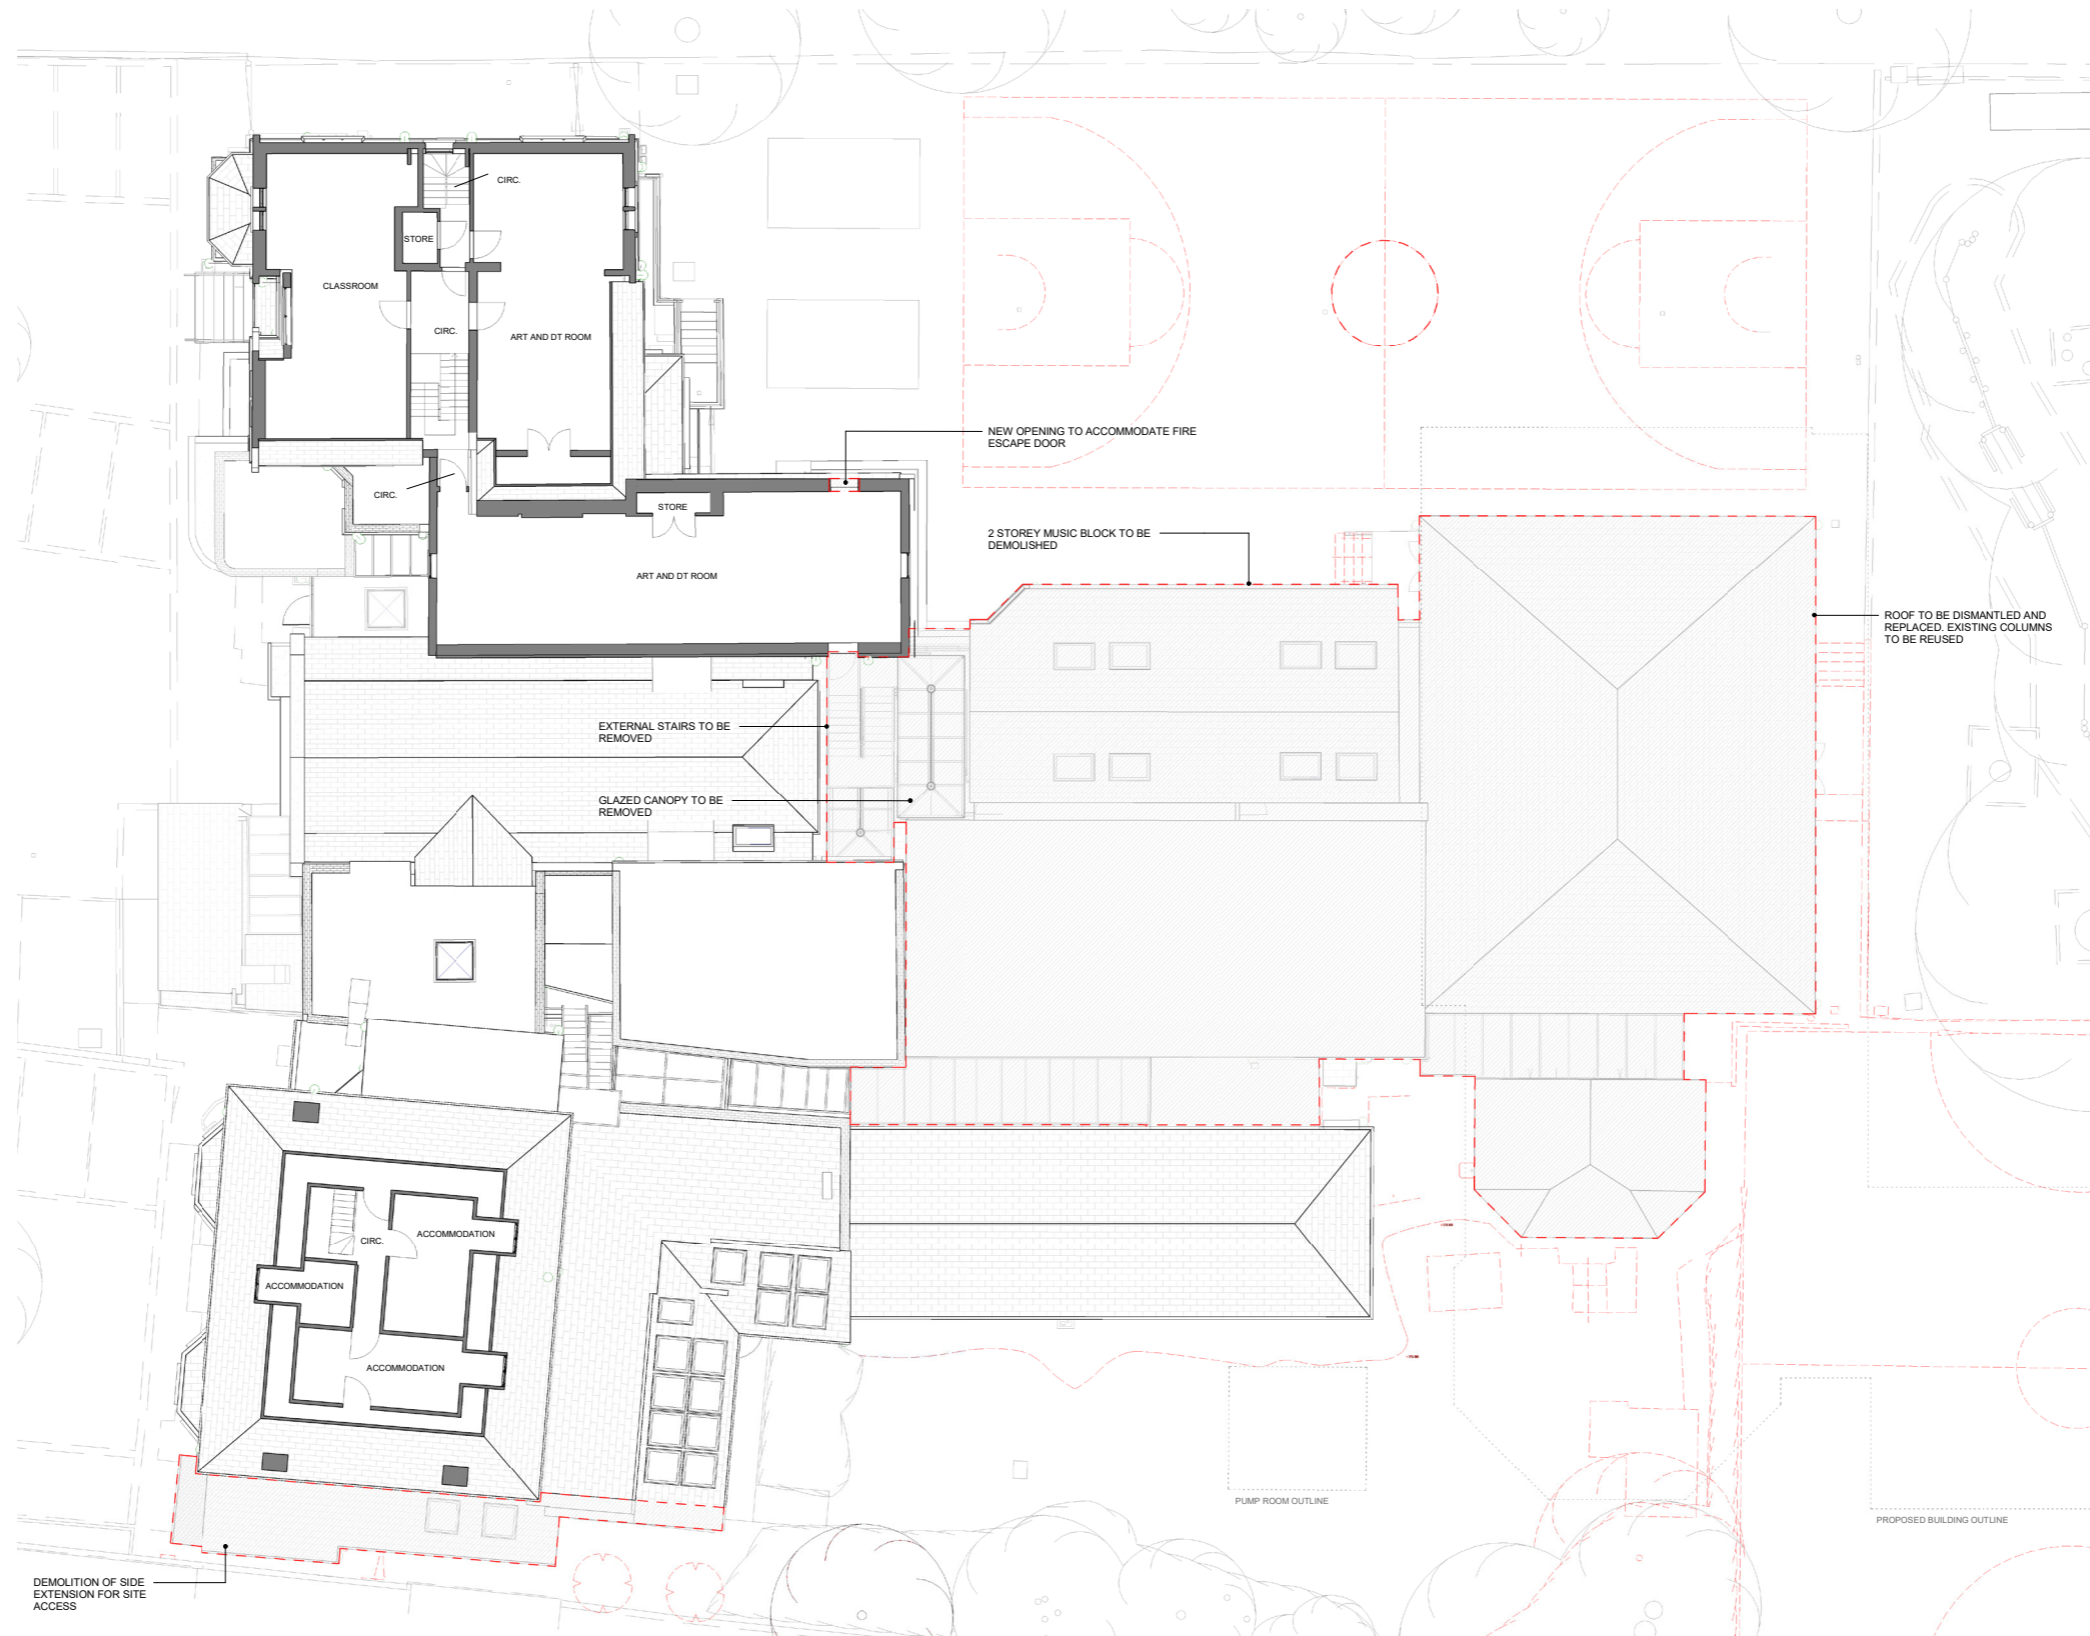 CIRC.
STORE
CLASSROOM
CIRC.
ART AND DT ROOM
NEW OPENING TO ACCOMMODATE FIRE
ESCAPE DOOR
CIRC.
STORE
2 STOREY MUSIC BLOCK TO BE
DEMOLISHED
ART AND DT ROOM
ROOF TO BE DISMANTLED AND
REPLACED. EXISTING COLUMNS
TO BE REUSED
EXTERNAL STAIRS TO BE
REMOVED
GLAZED CANOPY TO BE
REMOVED
ACCOMMODATION
CIRC.
ACCOMMODATION
ACCOMMODATION
PUMP ROOM OUTLINE
PROPOSED BUILDING OUTLINE
DEMOLITION OF SIDE
EXTENSION FOR SITE
ACCESS